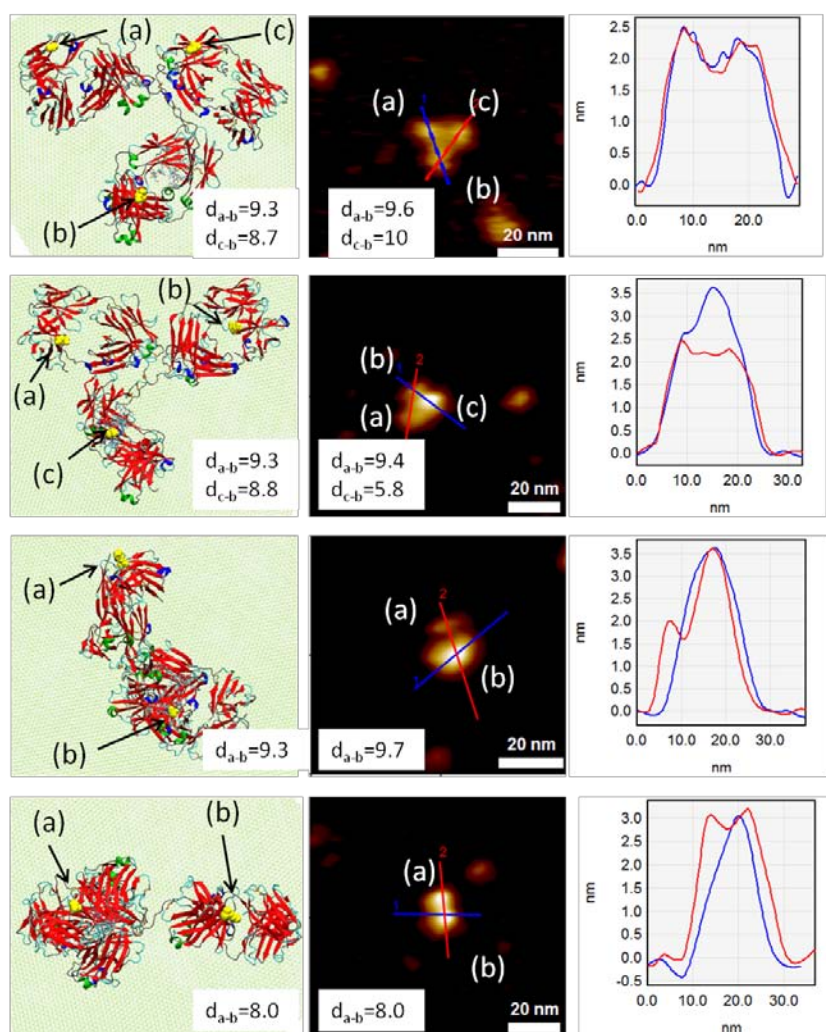 (a)
(c)
(b)
d_a-b=9.3
d_c-b=8.7
(a)
1
(c)
(b)
d_a-b=9.6
d_c-b=10
20 nm
nm
2.5
2.0
1.5
1.0
0.5
0.0
0.0 10.0 20.0
nm
(b)
(a)
(c)
d_a-b=9.3
d_c-b=8.8
(b)
2
1
(a)
(c)
d_a-b=9.4
d_c-b=5.8
20 nm
nm
3.5
3.0
2.5
2.0
1.5
1.0
0.5
0.0
0.0 10.0 20.0 30.0
nm
(a)
(b)
d_a-b=9.3
(a)
2
1
(b)
d_a-b=9.7
20 nm
nm
3.5
3.0
2.5
2.0
1.5
1.0
0.5
0.0
0.0 10.0 20.0 30.0
nm
(a)
(b)
d_a-b=8.0
(a)
2
1
(b)
d_a-b=8.0
20 nm
nm
3.0
2.0
1.0
0.0
-0.5
0.0 10.0 20.0 30.0
nm